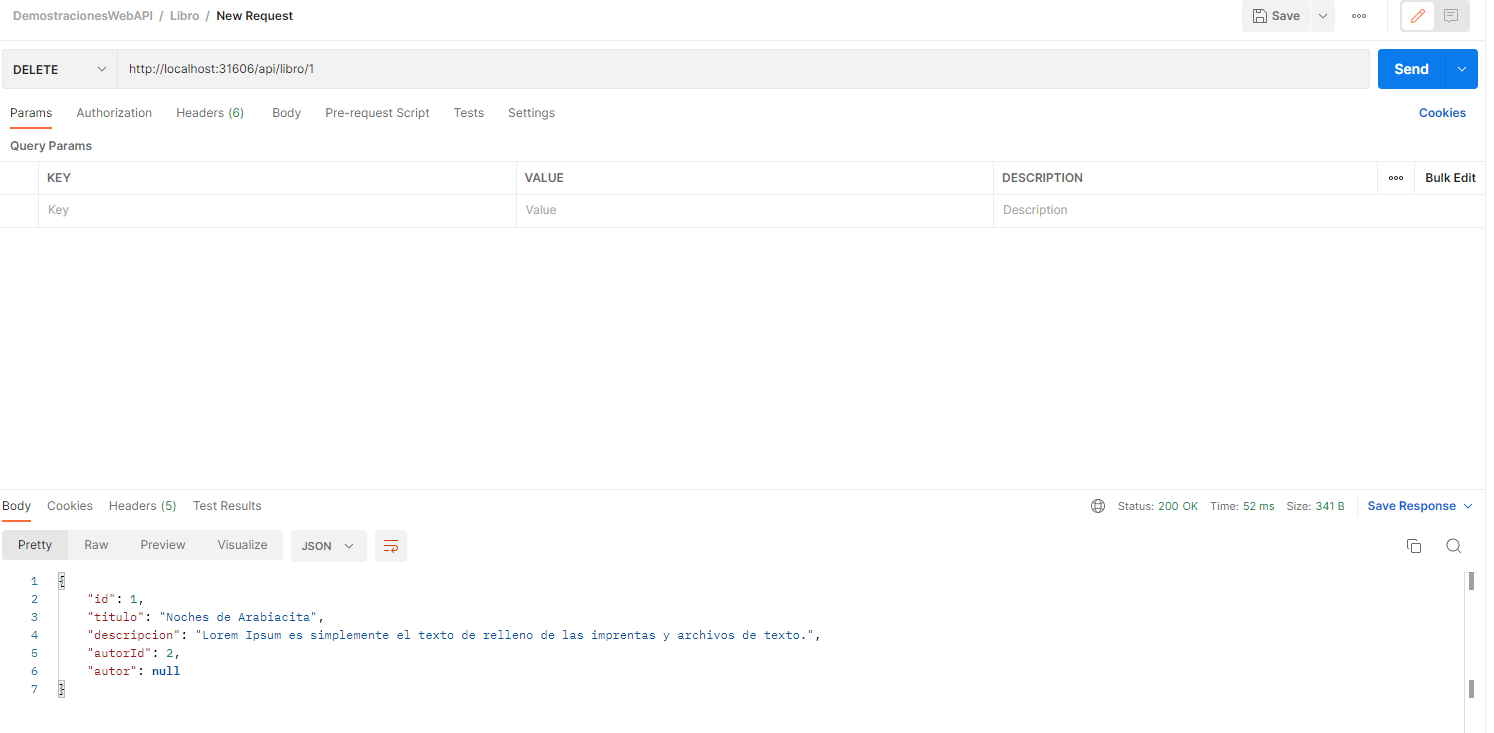 DemostracionesWebAPI / Libro / New Request
Save
DELETE http://localhost:31606/api/libro/1 Send
Params Authorization Headers (6) Body Pre-request Script Tests Settings Cookies
Query Params
KEY VALUE DESCRIPTION Bulk Edit
Key Value Description
Body Cookies Headers (5) Test Results Status: 200 OK Time: 52 ms Size: 341 B Save Response
Pretty Raw Preview Visualize JSON
1 {
2 "id": 1,
3 "titulo": "Noches de Arabiacita",
4 "descripcion": "Lorem Ipsum es simplemente el texto de relleno de las imprentas y archivos de texto.",
5 "autorId": 2,
6 "autor": null
7 }